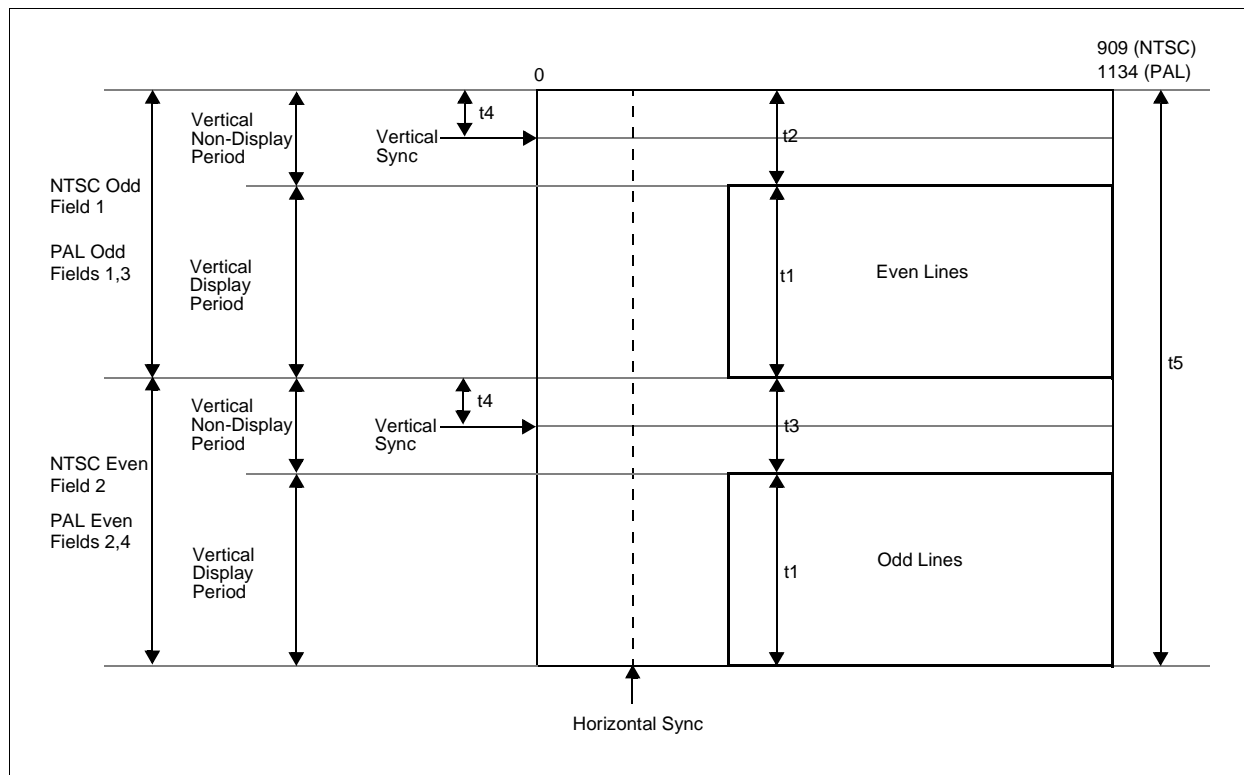 909 (NTSC)
1134 (PAL)
0
Vertical
Non-Display
Period
t4
Vertical
Sync
t2
NTSC Odd
Field 1
PAL Odd
Fields 1,3
Vertical
Display
Period
t1
Even Lines
t5
Vertical
Non-Display
Period
t4
Vertical
Sync
t3
NTSC Even
Field 2
PAL Even
Fields 2,4
Vertical
Display
Period
t1
Odd Lines
Horizontal Sync